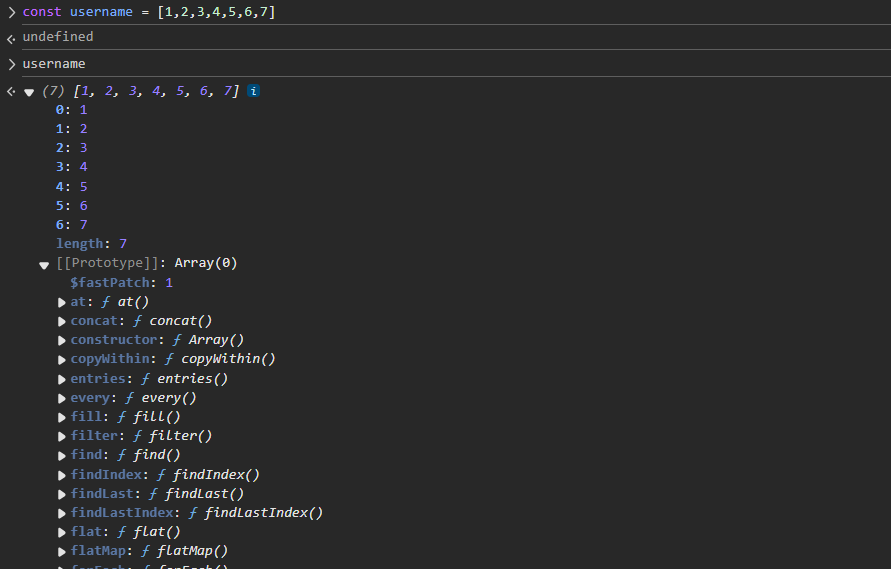 const username = [1,2,3,4,5,6,7]
undefined
username
(7) [1, 2, 3, 4, 5, 6, 7] i
0: 1
1: 2
2: 3
3: 4
4: 5
5: 6
6: 7
length: 7
[[Prototype]]: Array(0)
$fastPatch: 1
at: ƒ at()
concat: ƒ concat()
constructor: ƒ Array()
copyWithin: ƒ copyWithin()
entries: ƒ entries()
every: ƒ every()
fill: ƒ fill()
filter: ƒ filter()
find: ƒ find()
findIndex: ƒ findIndex()
findLast: ƒ findLast()
findLastIndex: ƒ findLastIndex()
flat: ƒ flat()
flatMap: ƒ flatMap()